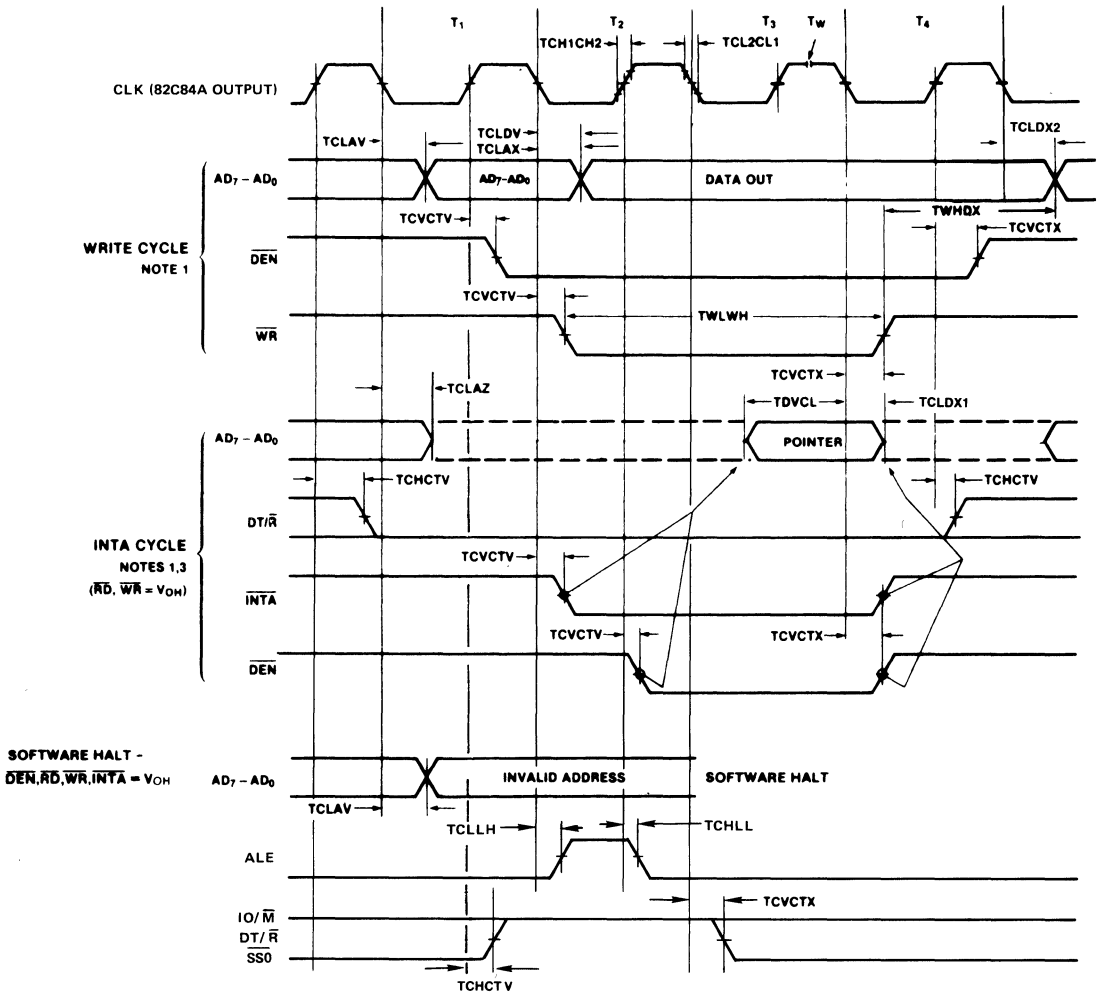 T1 T2 T3 TW T4
TCH1CH2 TCL2CL1
CLK (82C84A OUTPUT)
TCLAV TCLDV TCLDX2
TCLAX
AD7 – AD0 AD7-AD0 DATA OUT
TWHDX
TCVCTV TCVCTX
WRITE CYCLE
NOTE 1
DEN
TCVCTV
TWLWH
WR
TCVCTX
TCLAZ
TDVCL TCLDX1
AD7 – AD0 POINTER
TCHCTV TCHCTV
DT/R
INTA CYCLE
NOTES 1,3
(RD, WR = VOH)
TCVCTV
INTA
TCVCTV TCVCTX
DEN
SOFTWARE HALT -
DEN,RD,WR,INTA = VOH
AD7 – AD0 INVALID ADDRESS SOFTWARE HALT
TCLAV
TCLLH TCHLL
ALE
TCVCTX
IO/M
DT/R
SS0
TCHCTV